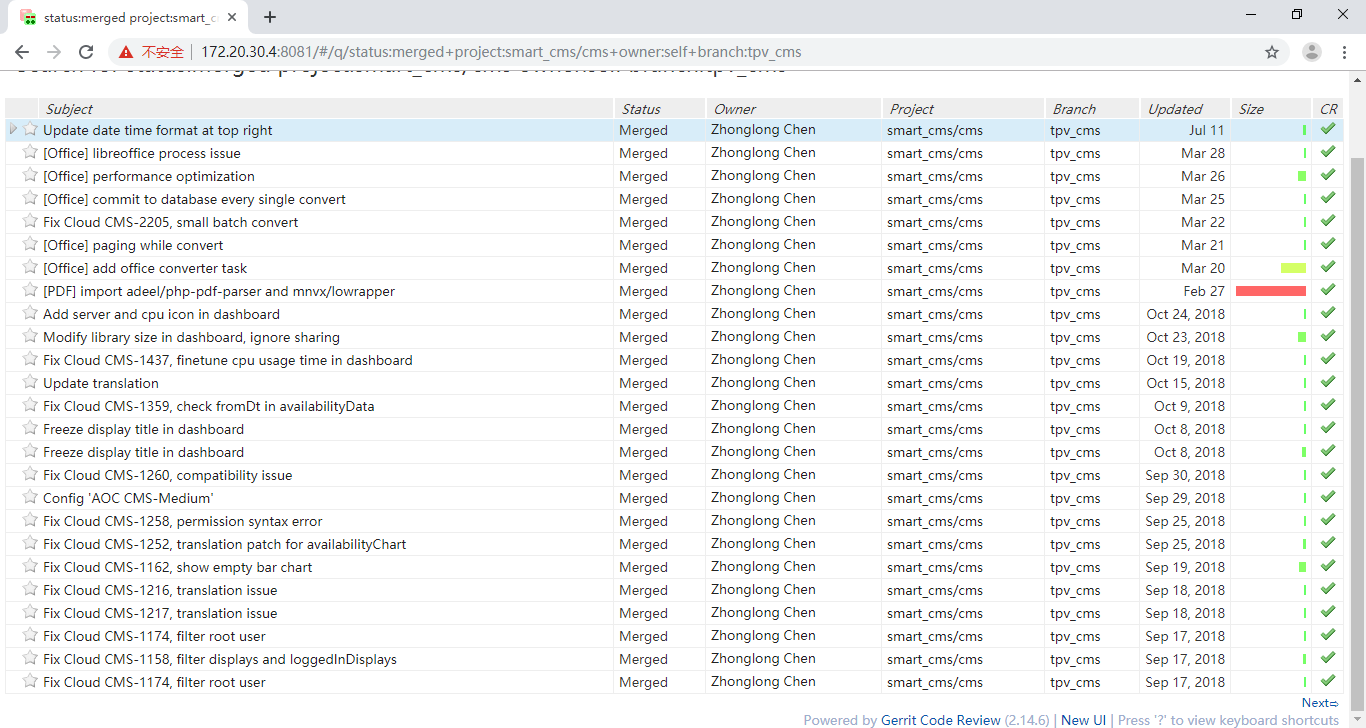 status:merged project:smart_c
不安全 172.20.30.4:8081/#/q/status:merged+project:smart_cms/cms+owner:self+branch:tpv_cms
Search for status:merged project:smart_cms/cms owner:self branch:tpv_cms
Subject Status Owner Project Branch Updated Size CR
Update date time format at top right Merged Zhonglong Chen smart_cms/cms tpv_cms Jul 11
[Office] libreoffice process issue Merged Zhonglong Chen smart_cms/cms tpv_cms Mar 28
[Office] performance optimization Merged Zhonglong Chen smart_cms/cms tpv_cms Mar 26
[Office] commit to database every single convert Merged Zhonglong Chen smart_cms/cms tpv_cms Mar 25
Fix Cloud CMS-2205, small batch convert Merged Zhonglong Chen smart_cms/cms tpv_cms Mar 22
[Office] paging while convert Merged Zhonglong Chen smart_cms/cms tpv_cms Mar 21
[Office] add office converter task Merged Zhonglong Chen smart_cms/cms tpv_cms Mar 20
[PDF] import adeel/php-pdf-parser and mnvx/lowrapper Merged Zhonglong Chen smart_cms/cms tpv_cms Feb 27
Add server and cpu icon in dashboard Merged Zhonglong Chen smart_cms/cms tpv_cms Oct 24, 2018
Modify library size in dashboard, ignore sharing Merged Zhonglong Chen smart_cms/cms tpv_cms Oct 23, 2018
Fix Cloud CMS-1437, finetune cpu usage time in dashboard Merged Zhonglong Chen smart_cms/cms tpv_cms Oct 19, 2018
Update translation Merged Zhonglong Chen smart_cms/cms tpv_cms Oct 15, 2018
Fix Cloud CMS-1359, check fromDt in availabilityData Merged Zhonglong Chen smart_cms/cms tpv_cms Oct 9, 2018
Freeze display title in dashboard Merged Zhonglong Chen smart_cms/cms tpv_cms Oct 8, 2018
Freeze display title in dashboard Merged Zhonglong Chen smart_cms/cms tpv_cms Oct 8, 2018
Fix Cloud CMS-1260, compatibility issue Merged Zhonglong Chen smart_cms/cms tpv_cms Sep 30, 2018
Config 'AOC CMS-Medium' Merged Zhonglong Chen smart_cms/cms tpv_cms Sep 29, 2018
Fix Cloud CMS-1258, permission syntax error Merged Zhonglong Chen smart_cms/cms tpv_cms Sep 25, 2018
Fix Cloud CMS-1252, translation patch for availabilityChart Merged Zhonglong Chen smart_cms/cms tpv_cms Sep 25, 2018
Fix Cloud CMS-1162, show empty bar chart Merged Zhonglong Chen smart_cms/cms tpv_cms Sep 19, 2018
Fix Cloud CMS-1216, translation issue Merged Zhonglong Chen smart_cms/cms tpv_cms Sep 18, 2018
Fix Cloud CMS-1217, translation issue Merged Zhonglong Chen smart_cms/cms tpv_cms Sep 18, 2018
Fix Cloud CMS-1174, filter root user Merged Zhonglong Chen smart_cms/cms tpv_cms Sep 17, 2018
Fix Cloud CMS-1158, filter displays and loggedInDisplays Merged Zhonglong Chen smart_cms/cms tpv_cms Sep 17, 2018
Fix Cloud CMS-1174, filter root user Merged Zhonglong Chen smart_cms/cms tpv_cms Sep 17, 2018
Next⇨
Powered by Gerrit Code Review (2.14.6) | New UI | Press '?' to view keyboard shortcuts